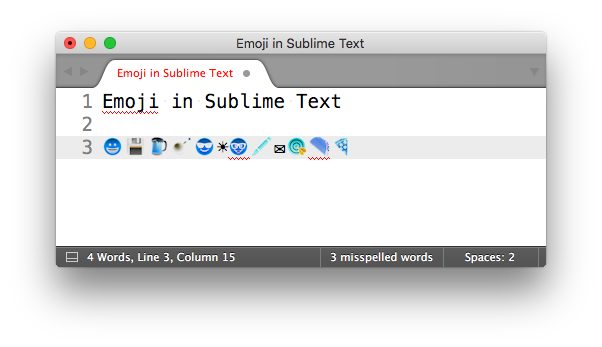 Emoji in Sublime Text
Emoji in Sublime Text
1 Emoji in Sublime Text
2
3 😀💾🍺☄️😎☀🤓💉✉🎯🌮🍕
4 Words, Line 3, Column 15
3 misspelled words
Spaces: 2